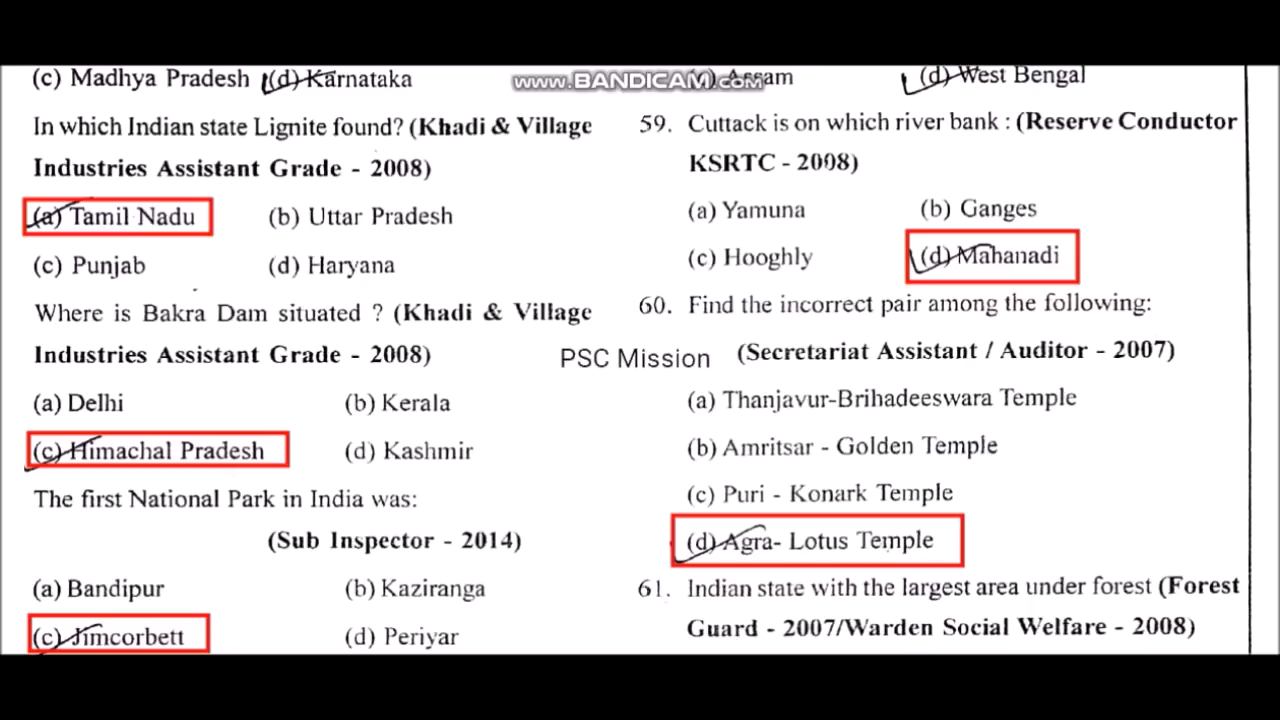 (c) Madhya Pradesh (d) Karnataka
In which Indian state Lignite found? (Khadi & Village
Industries Assistant Grade - 2008)
(a) Tamil Nadu (b) Uttar Pradesh
(c) Punjab (d) Haryana
Where is Bakra Dam situated ? (Khadi & Village
Industries Assistant Grade - 2008)
(a) Delhi (b) Kerala
(c) Himachal Pradesh (d) Kashmir
The first National Park in India was:
(Sub Inspector - 2014)
(a) Bandipur (b) Kaziranga
(c) Jimcorbett (d) Periyar
www.BANDICAM.com
Assam (d) West Bengal
59. Cuttack is on which river bank : (Reserve Conductor
KSRTC - 2008)
(a) Yamuna (b) Ganges
(c) Hooghly (d) Mahanadi
60. Find the incorrect pair among the following:
PSC Mission
(Secretariat Assistant / Auditor - 2007)
(a) Thanjavur-Brihadeeswara Temple
(b) Amritsar - Golden Temple
(c) Puri - Konark Temple
(d) Agra- Lotus Temple
61. Indian state with the largest area under forest (Forest
Guard - 2007/Warden Social Welfare - 2008)